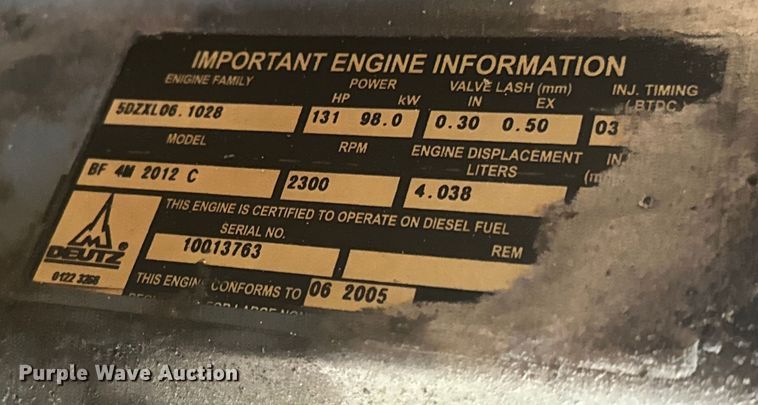 IMPORTANT ENGINE INFORMATION
ENIGINE FAMILY POWER VALVE LASH (mm) INJ. TIMING
HP kW IN EX (BTDC
5DZXL06.1028 131 98.0 0.30 0.50 03
MODEL RPM ENGINE DISPLACEMENT
LITERS
BF 4M 2012 C 2300 4.038
THIS ENGINE IS CERTIFIED TO OPERATE ON DIESEL FUEL
SERIAL NO. REM
10013763
DEUTZ®
0122 3268
THIS ENGINE CONFORMS TO 06 2005
Purple Wave Auction